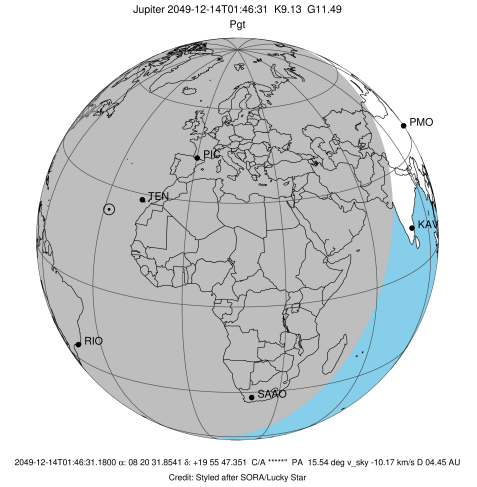 Jupiter 2049-12-14T01:46:31 K9.13 G11.49
Pgt
PMO
PIC
TEN
KAV
RIO
SAAO
2049-12-14T01:46:31.1800 α: 08 20 31.8541 δ: +19 55 47.351 C/A *****" PA 15.54 deg v_sky -10.17 km/s D 04.45 AU
Credit: Styled after SORA/Lucky Star